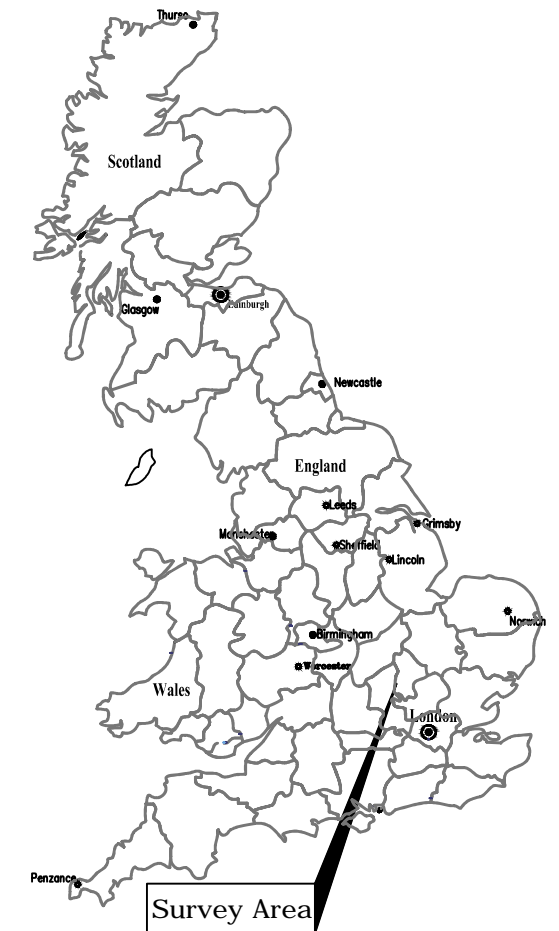 Thurso
Scotland
Edinburgh
Glasgow
Newcastle
England
Leeds
Grimsby
Manchester
Sheffield
Lincoln
Norwich
Birmingham
Worcester
Wales
London
Penzance
Survey Area